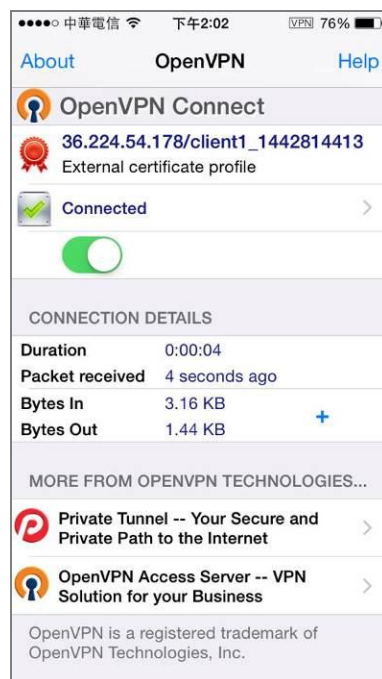 中華電信 下午2:02 VPN 76%
About OpenVPN Help
OpenVPN Connect
36.224.54.178/client1_1442814413
External certificate profile
Connected
CONNECTION DETAILS
Duration 0:00:04
Packet received 4 seconds ago
Bytes In 3.16 KB
+
Bytes Out 1.44 KB
MORE FROM OPENVPN TECHNOLOGIES...
Private Tunnel -- Your Secure and
Private Path to the Internet
OpenVPN Access Server -- VPN
Solution for your Business
OpenVPN is a registered trademark of
OpenVPN Technologies, Inc.